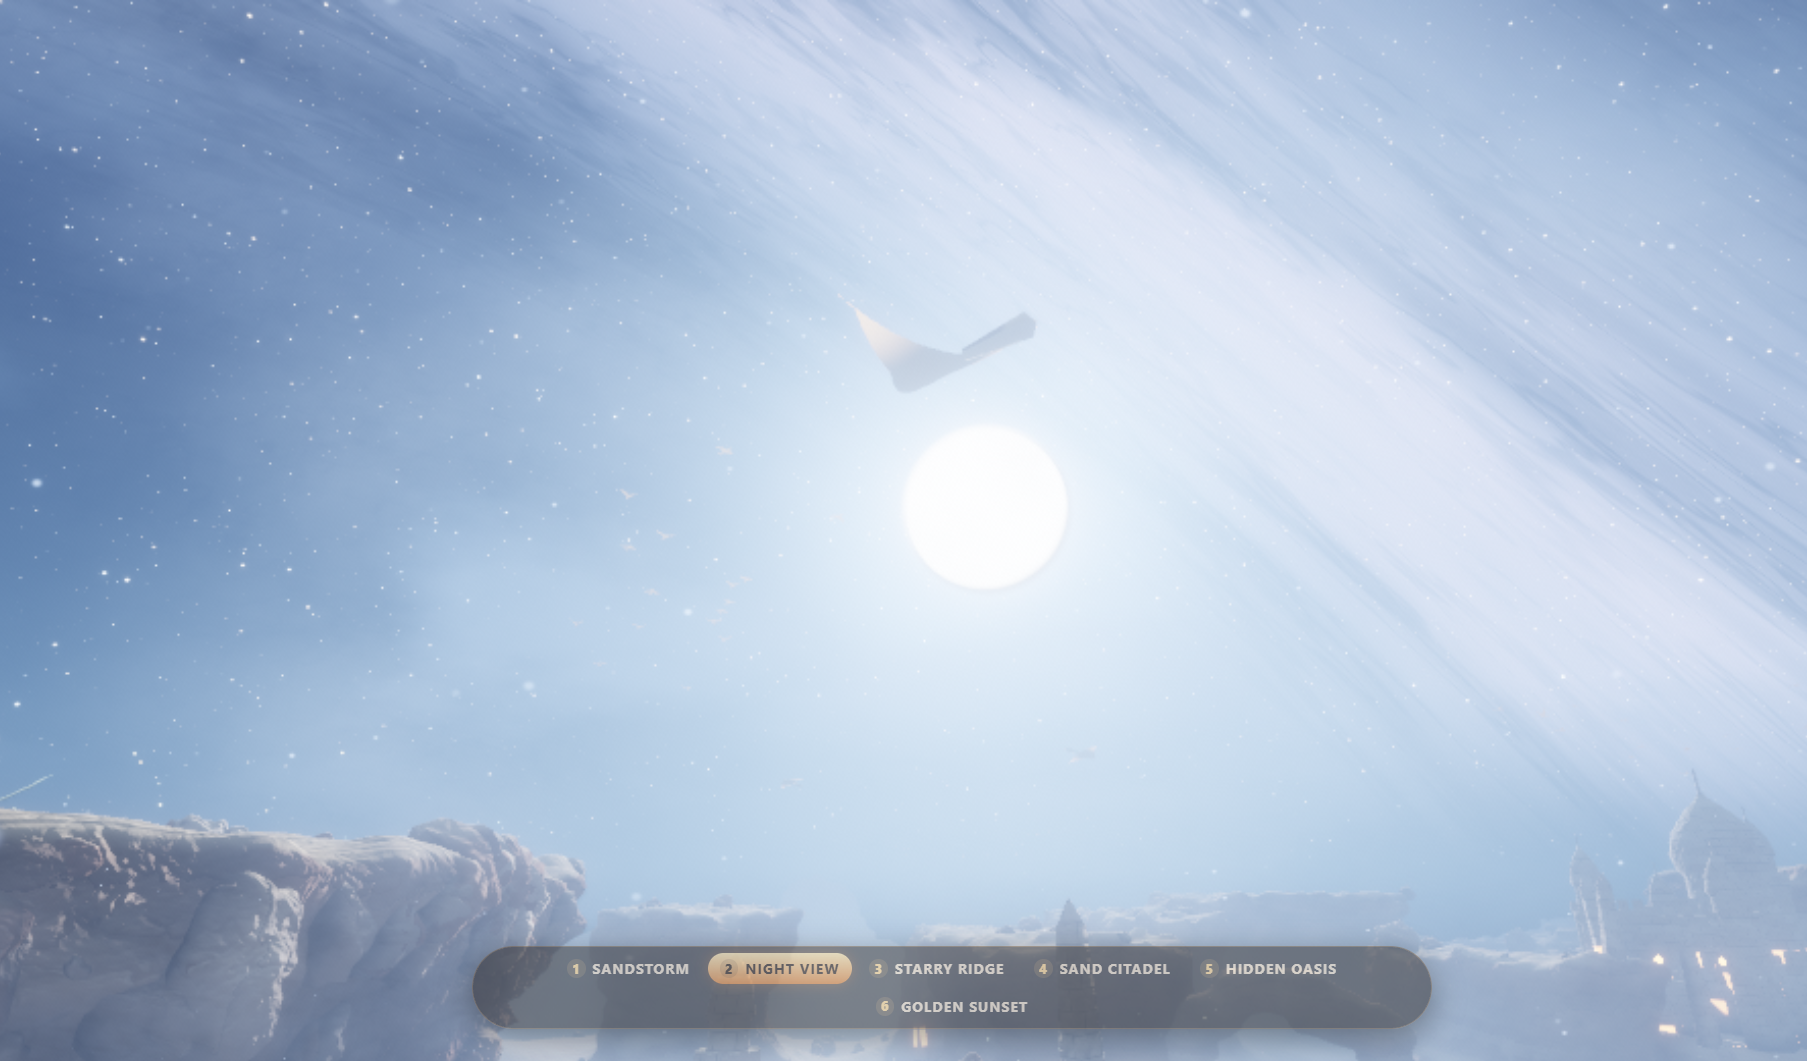 1 SANDSTORM 2 NIGHT VIEW 3 STARRY RIDGE 4 SAND CITADEL 5 HIDDEN OASIS
6 GOLDEN SUNSET